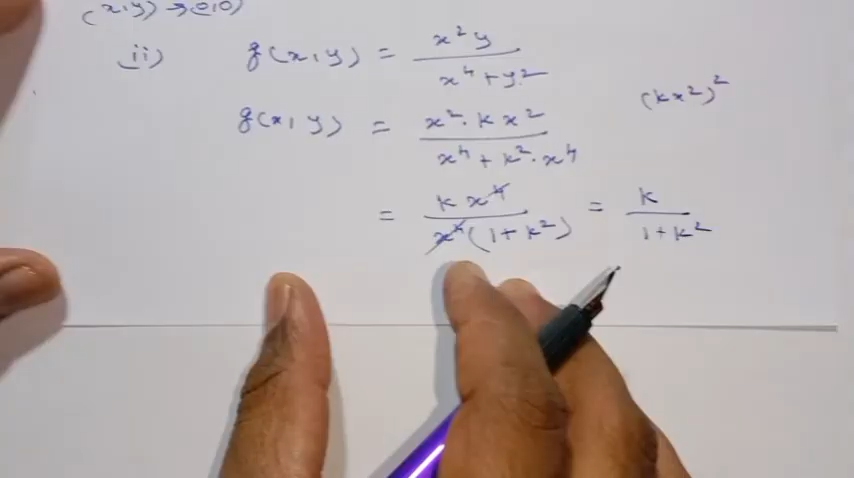 (x,y) → (0,0)
ii) f(x,y) = x²y / x⁴+y²
f(x,y) = x²·kx² / x⁴+k²·x⁴ (kx²)²
= kx⁴ / x⁴(1+k²) = k / 1+k²